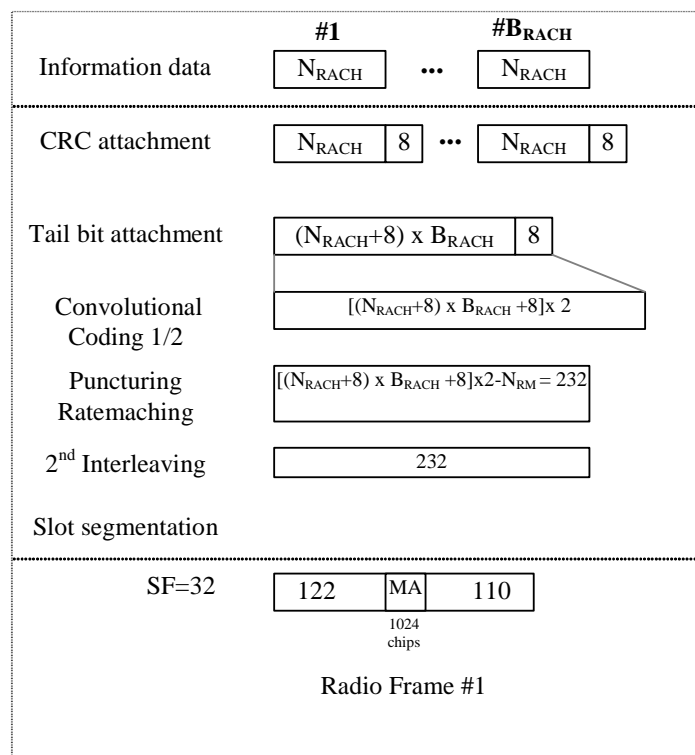 #1 #B_RACH
Information data N_RACH ... N_RACH
CRC attachment N_RACH 8 ... N_RACH 8
Tail bit attachment (N_RACH+8) x B_RACH 8
Convolutional
Coding 1/2
[(N_RACH+8) x B_RACH +8]x 2
Puncturing
Ratemaching
[(N_RACH+8) x B_RACH +8]x2-N_RM = 232
2nd Interleaving 232
Slot segmentation
SF=32 122 MA 110
1024
chips
Radio Frame #1